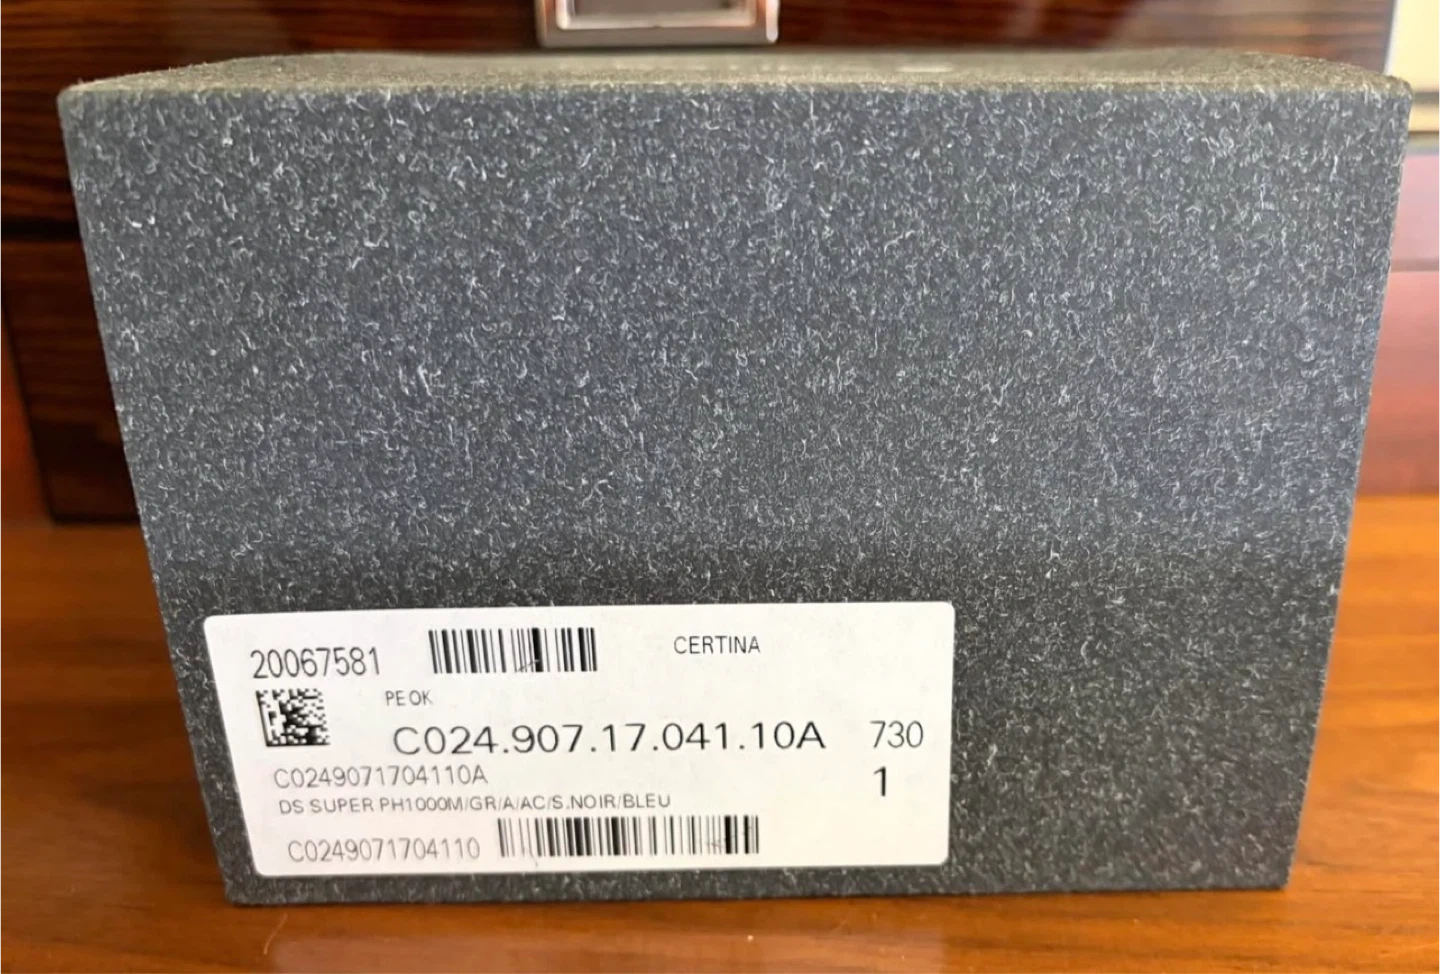 20067581
CERTINA
PE OK
C024.907.17.041.10A 730
C0249071704110A 1
DS SUPER PH1000M/GR/A/AC/S.NOIR/BLEU
C0249071704110